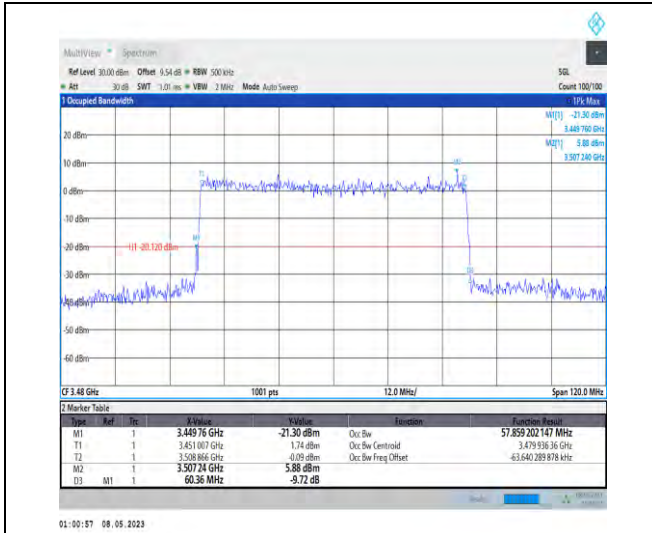 MultiView Spectrum
Ref Level 30.00 dBm Offset 9.54 dB RBW 500 kHz SGL
Att 30 dB SWT 1.01 ms VBW 2 MHz Mode Auto Sweep Count 100/100
1 Occupied Bandwidth 1Pk Max
M1[1] -21.30 dBm
3.449 760 GHz
M2[1] 5.88 dBm
3.507 240 GHz
20 dBm
10 dBm
0 dBm
-10 dBm
-20 dBm
H1 -20.120 dBm
M1
-30 dBm
-40 dBm
-50 dBm
-60 dBm
CF 3.48 GHz 1001 pts 12.0 MHz/ Span 120.0 MHz
2 Marker Table
Type Ref Trc X-Value Y-Value Function Function Result
M1 1 3.449 76 GHz -21.30 dBm Occ Bw 57.859 202 147 MHz
T1 1 3.451 007 GHz 1.74 dBm Occ Bw Centroid 3.479 936 36 GHz
T2 1 3.508 866 GHz -0.09 dBm Occ Bw Freq Offset -63.640 289 878 kHz
M2 1 3.507 24 GHz 5.88 dBm
D3 M1 1 60.36 MHz -9.72 dB
01:00:57 08.05.2023